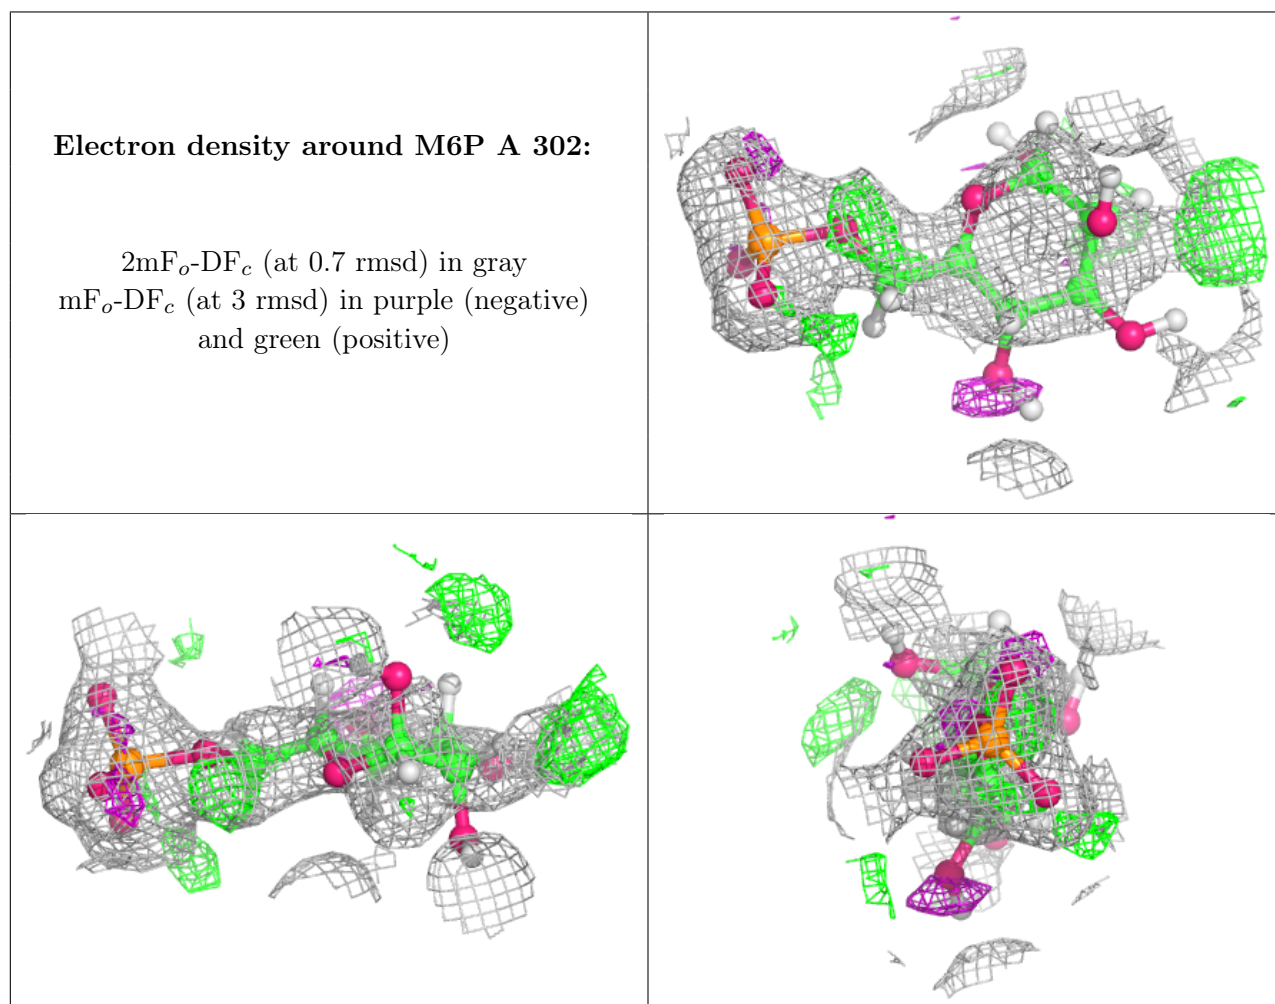 Electron density around M6P A 302:
2mFₒ-DF𝒸 (at 0.7 rmsd) in gray
mFₒ-DF𝒸 (at 3 rmsd) in purple (negative)
and green (positive)